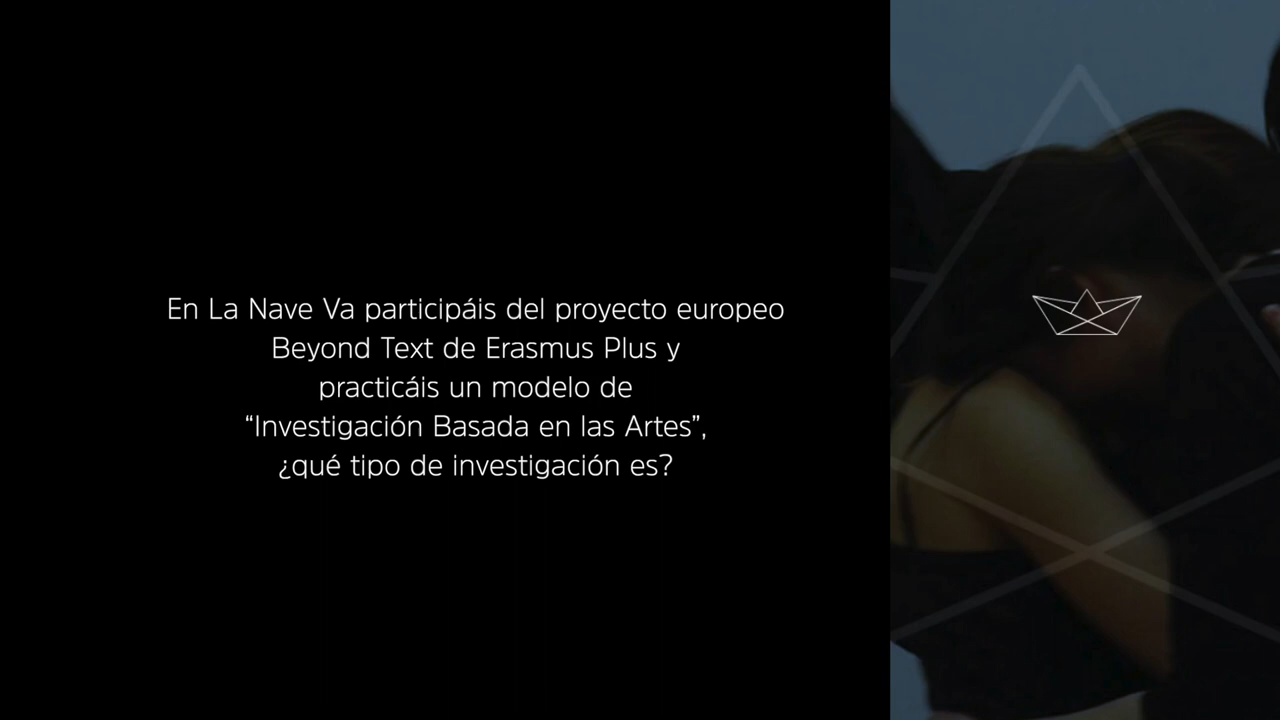 En La Nave Va participáis del proyecto europeo
Beyond Text de Erasmus Plus y
practicáis un modelo de
“Investigación Basada en las Artes”,
¿qué tipo de investigación es?